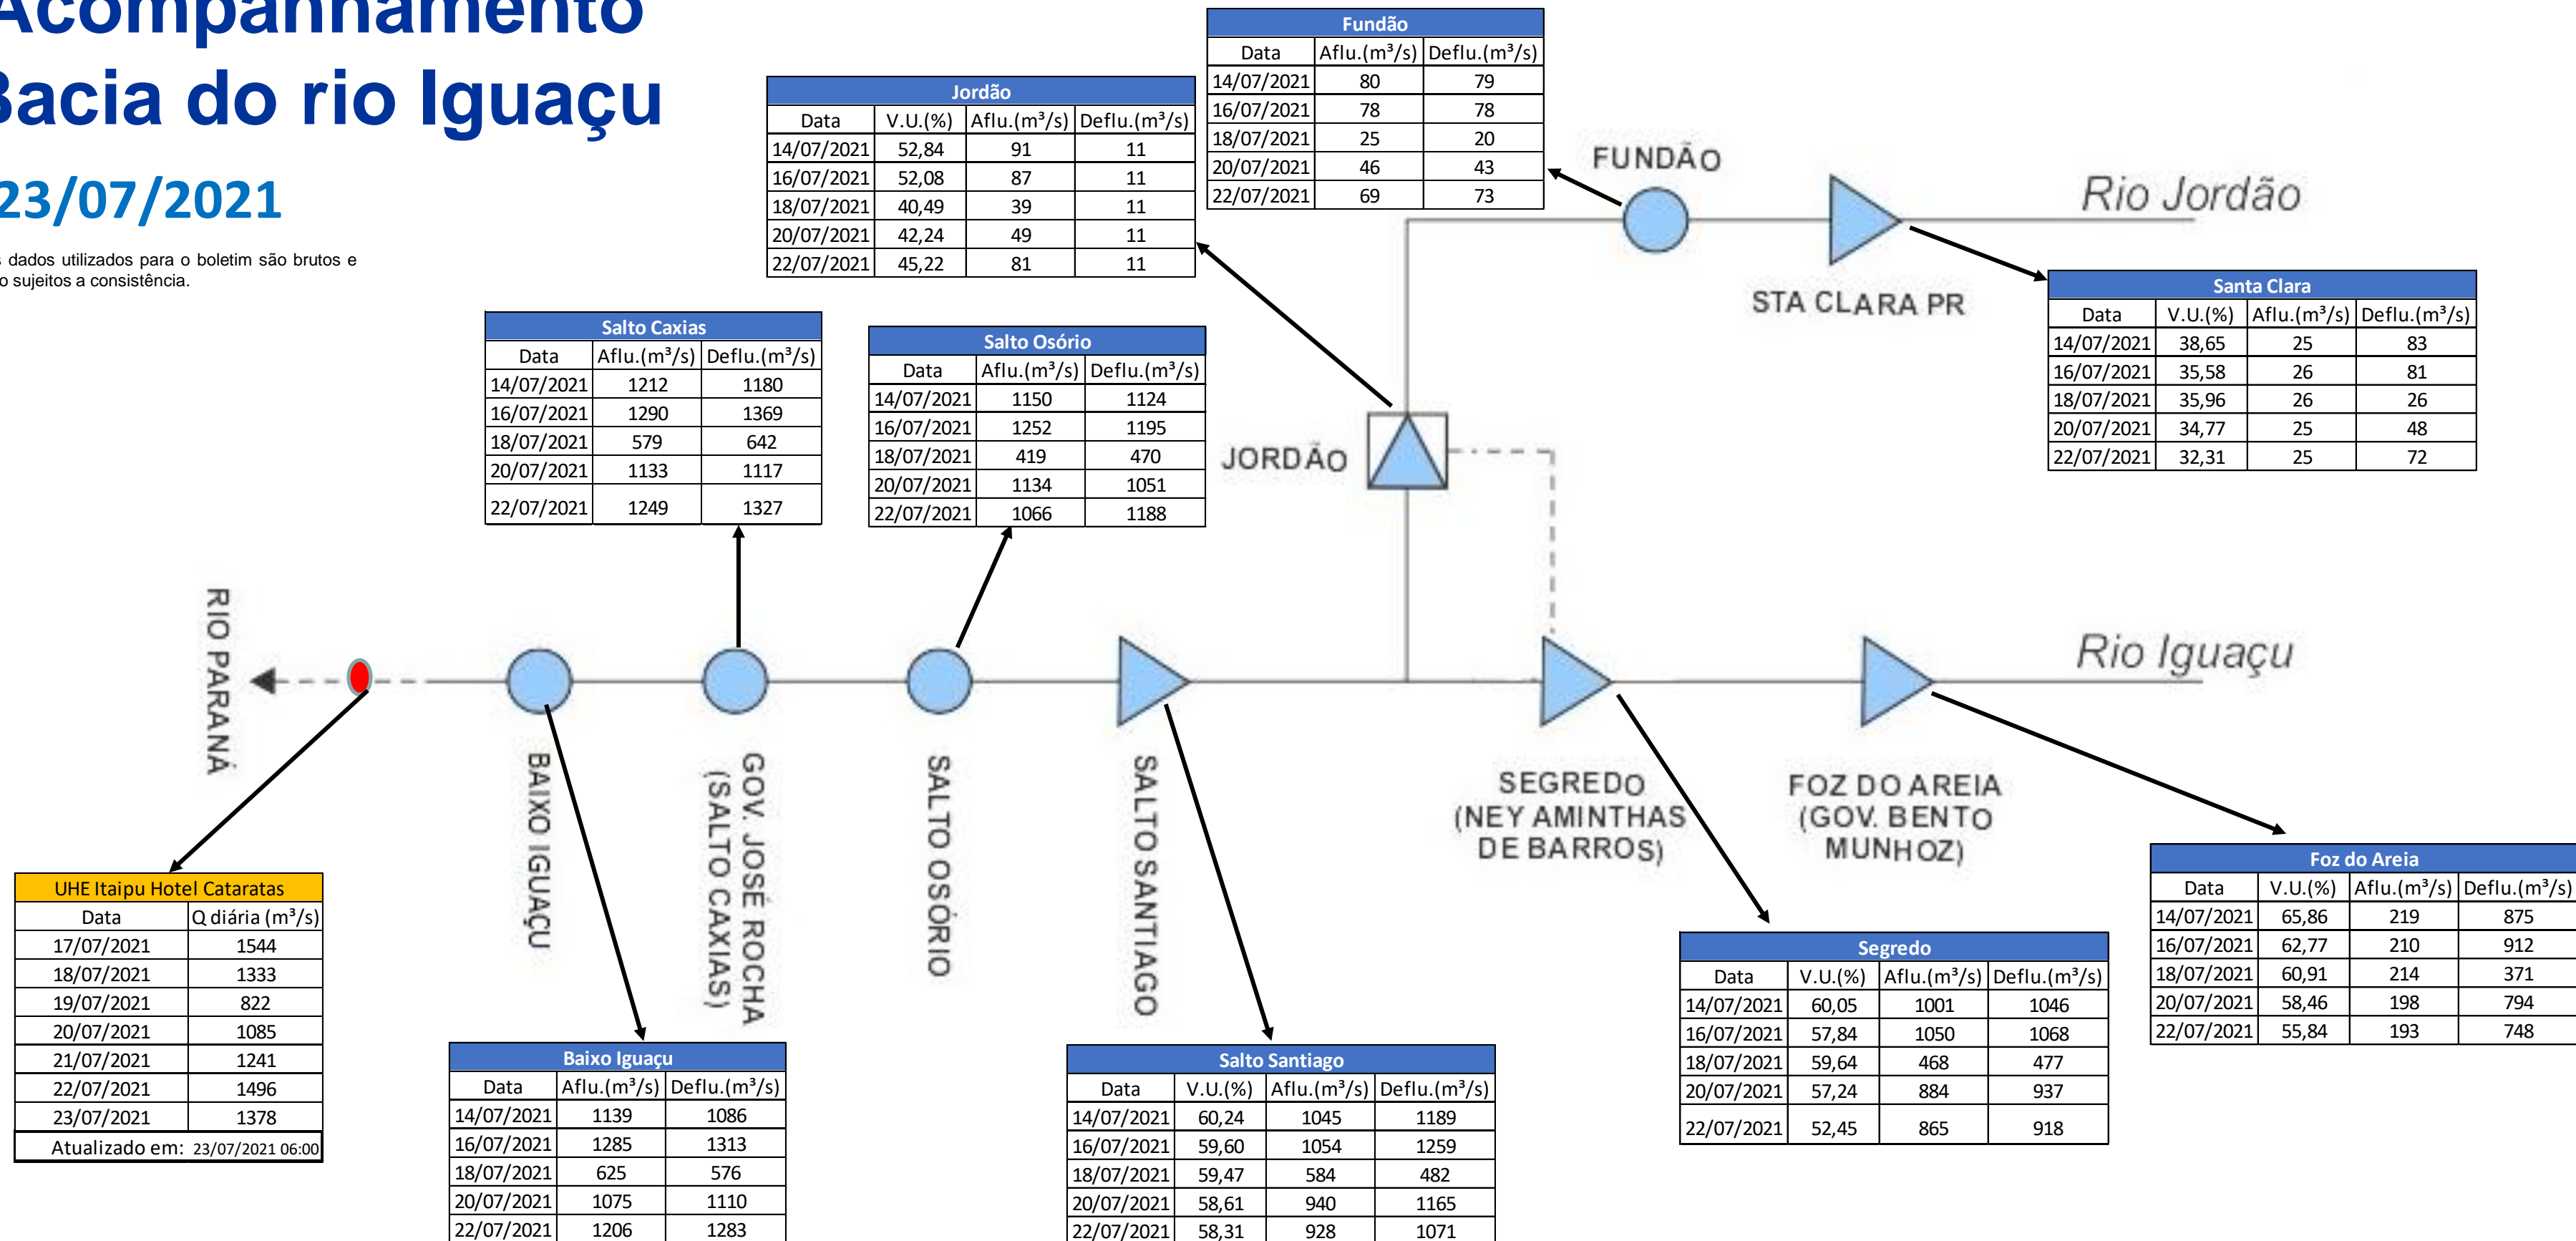 Acompanhamento
Bacia do rio Iguaçu
23/07/2021
dados utilizados para o boletim são brutos e
sujeitos a consistência.
Fundão
Data Aflu.(m³/s) Deflu.(m³/s)
14/07/2021 80 79
16/07/2021 78 78
18/07/2021 25 20
20/07/2021 46 43
22/07/2021 69 73
Jordão
Data V.U.(%) Aflu.(m³/s) Deflu.(m³/s)
14/07/2021 52,84 91 11
16/07/2021 52,08 87 11
18/07/2021 40,49 39 11
20/07/2021 42,24 49 11
22/07/2021 45,22 81 11
FUNDÃO
Rio Jordão
STA CLARA PR
Santa Clara
Data V.U.(%) Aflu.(m³/s) Deflu.(m³/s)
14/07/2021 38,65 25 83
16/07/2021 35,58 26 81
18/07/2021 35,96 26 26
20/07/2021 34,77 25 48
22/07/2021 32,31 25 72
Salto Caxias
Data Aflu.(m³/s) Deflu.(m³/s)
14/07/2021 1212 1180
16/07/2021 1290 1369
18/07/2021 579 642
20/07/2021 1133 1117
22/07/2021 1249 1327
Salto Osório
Data Aflu.(m³/s) Deflu.(m³/s)
14/07/2021 1150 1124
16/07/2021 1252 1195
18/07/2021 419 470
20/07/2021 1134 1051
22/07/2021 1066 1188
JORDÃO
RIO PARANÁ
Rio Iguaçu
BAIXO IGUAÇU
GOV. JOSÉ ROCHA
(SALTO CAXIAS)
SALTO OSÓRIO
SALTO SANTIAGO
SEGREDO
(NEY AMINTHAS
DE BARROS)
FOZ DO AREIA
(GOV. BENTO
MUNHOZ)
UHE Itaipu Hotel Cataratas
Data Q diária (m³/s)
17/07/2021 1544
18/07/2021 1333
19/07/2021 822
20/07/2021 1085
21/07/2021 1241
22/07/2021 1496
23/07/2021 1378
Atualizado em: 23/07/2021 06:00
Baixo Iguaçu
Data Aflu.(m³/s) Deflu.(m³/s)
14/07/2021 1139 1086
16/07/2021 1285 1313
18/07/2021 625 576
20/07/2021 1075 1110
22/07/2021 1206 1283
Salto Santiago
Data V.U.(%) Aflu.(m³/s) Deflu.(m³/s)
14/07/2021 60,24 1045 1189
16/07/2021 59,60 1054 1259
18/07/2021 59,47 584 482
20/07/2021 58,61 940 1165
22/07/2021 58,31 928 1071
Segredo
Data V.U.(%) Aflu.(m³/s) Deflu.(m³/s)
14/07/2021 60,05 1001 1046
16/07/2021 57,84 1050 1068
18/07/2021 59,64 468 477
20/07/2021 57,24 884 937
22/07/2021 52,45 865 918
Foz do Areia
Data V.U.(%) Aflu.(m³/s) Deflu.(m³/s)
14/07/2021 65,86 219 875
16/07/2021 62,77 210 912
18/07/2021 60,91 214 371
20/07/2021 58,46 198 794
22/07/2021 55,84 193 748